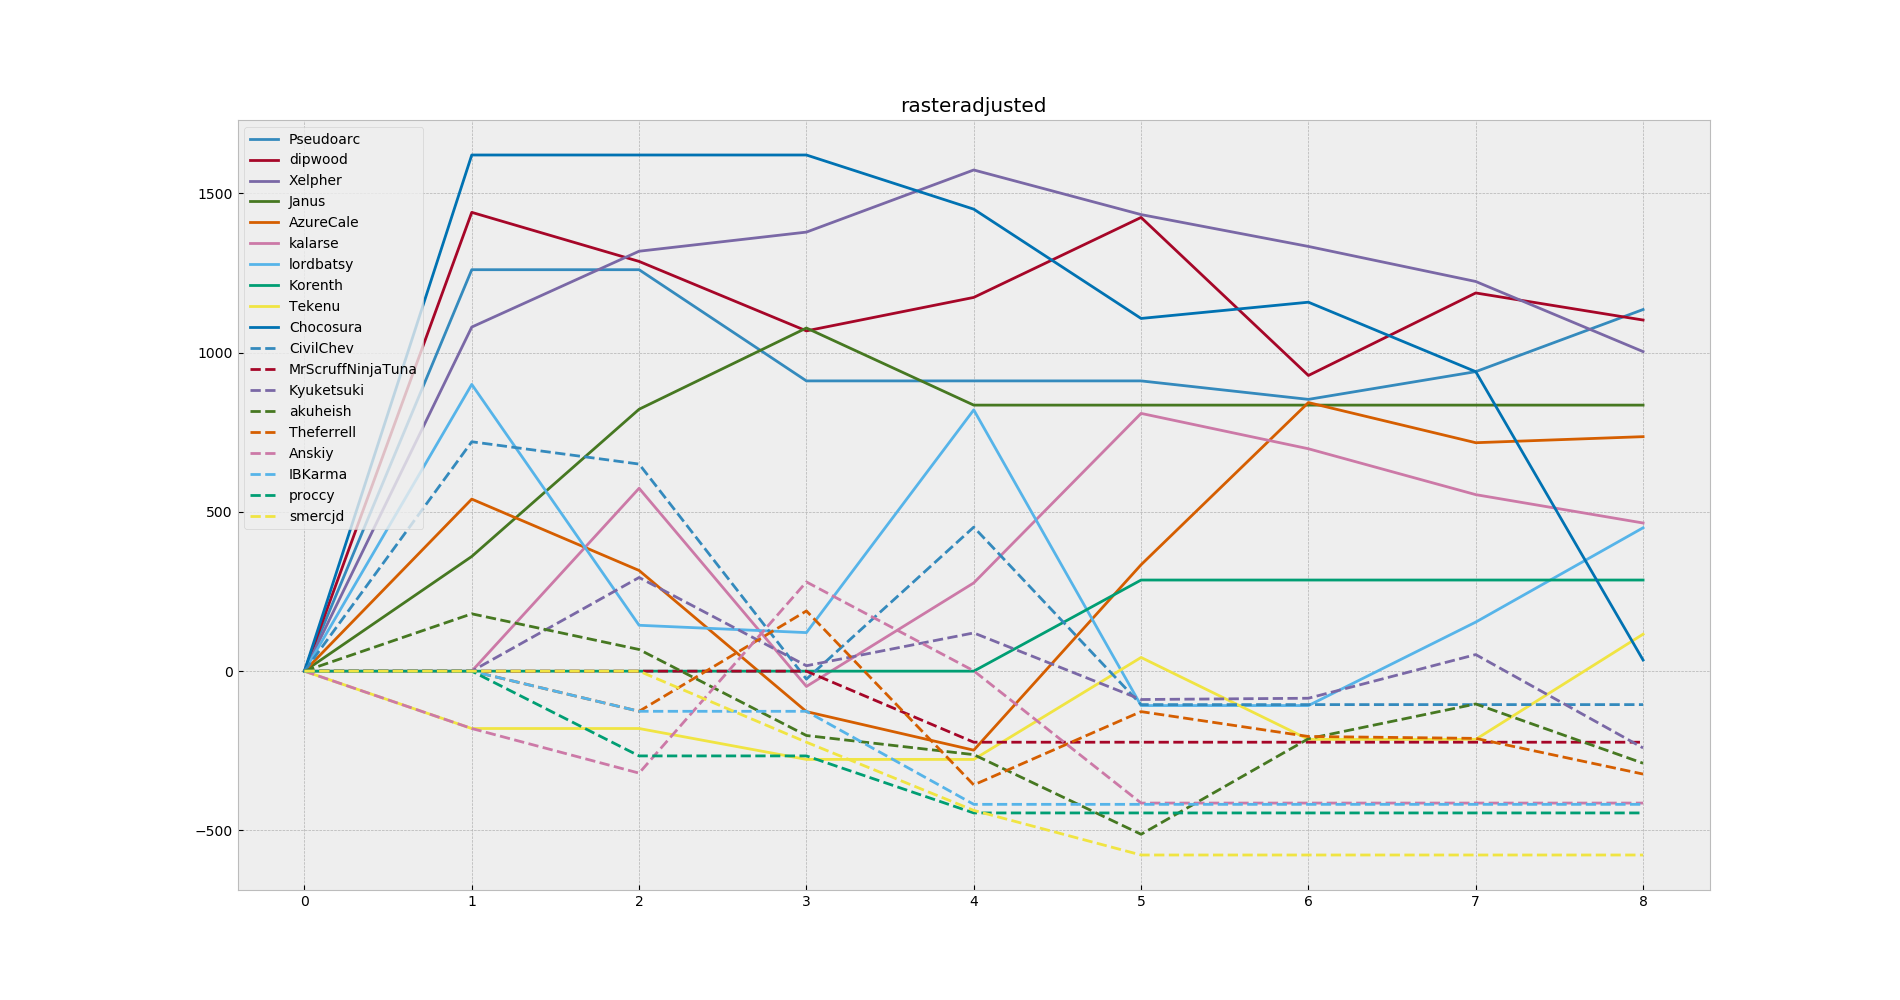 rasteradjusted
Pseudoarc
dipwood
Xelpher
Janus
AzureCale
kalarse
lordbatsy
Korenth
Tekenu
Chocosura
CivilChev
MrScruffNinjaTuna
Kyuketsuki
akuheish
Theferrell
Anskiy
IBKarma
proccy
smercjd
1500
1000
500
0
−500
0 1 2 3 4 5 6 7 8